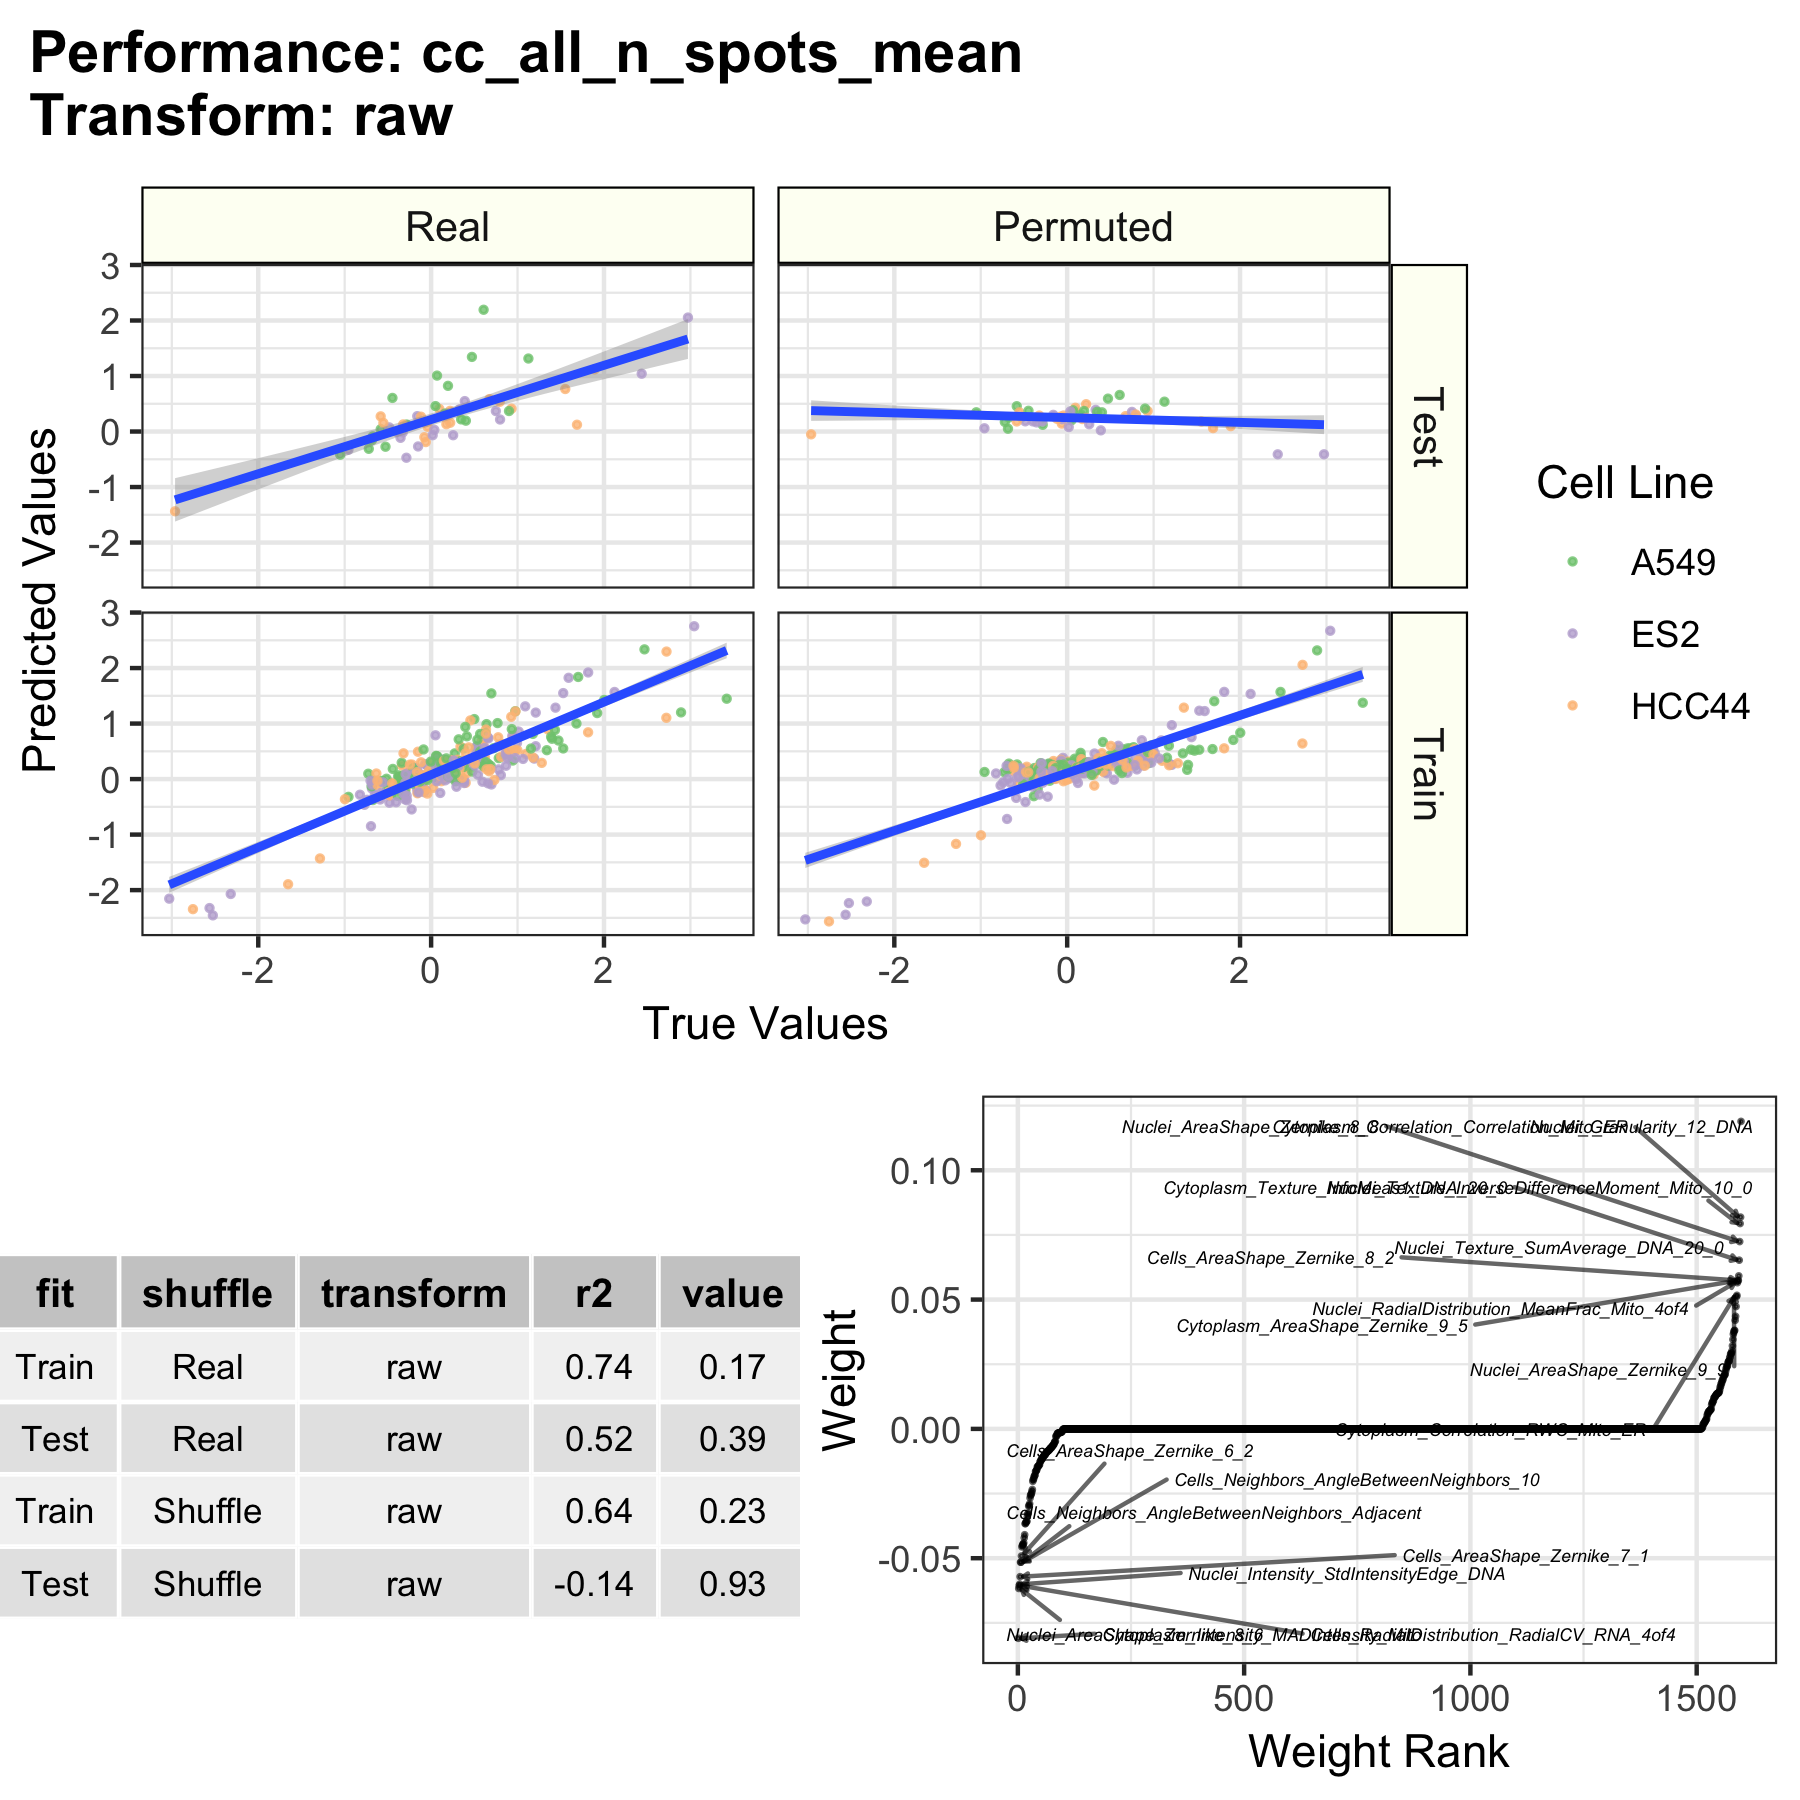 Performance: cc_all_n_spots_mean
Transform: raw
Real
Permuted
3
2
1
0
-1
-2
Test
3
2
1
0
-1
-2
Train
-2
0
2
-2
0
2
Predicted Values
True Values
Cell Line
A549
ES2
HCC44
fit shuffle transform r2 value
Train Real raw 0.74 0.17
Test Real raw 0.52 0.39
Train Shuffle raw 0.64 0.23
Test Shuffle raw -0.14 0.93
Weight
0.10
0.05
0.00
-0.05
Nuclei_AreaShape_Zernike_8_8
Cytoplasm_Correlation_Correlation_Mito_ER
Nuclei_Granularity_12_DNA
Cytoplasm_Texture_InfoMeas1_DNA_20_0
Nuclei_Texture_InverseDifferenceMoment_Mito_10_0
Nuclei_Texture_SumAverage_DNA_20_0
Cells_AreaShape_Zernike_8_2
Nuclei_RadialDistribution_MeanFrac_Mito_4of4
Cytoplasm_AreaShape_Zernike_9_5
Nuclei_AreaShape_Zernike_9_9
Cytoplasm_Correlation_RWC_Mito_ER
Cells_AreaShape_Zernike_6_2
Cells_Neighbors_AngleBetweenNeighbors_10
Cells_Neighbors_AngleBetweenNeighbors_Adjacent
Cells_AreaShape_Zernike_7_1
Nuclei_Intensity_StdIntensityEdge_DNA
Cells_RadialDistribution_RadialCV_RNA_4of4
0
500
1000
1500
Weight Rank